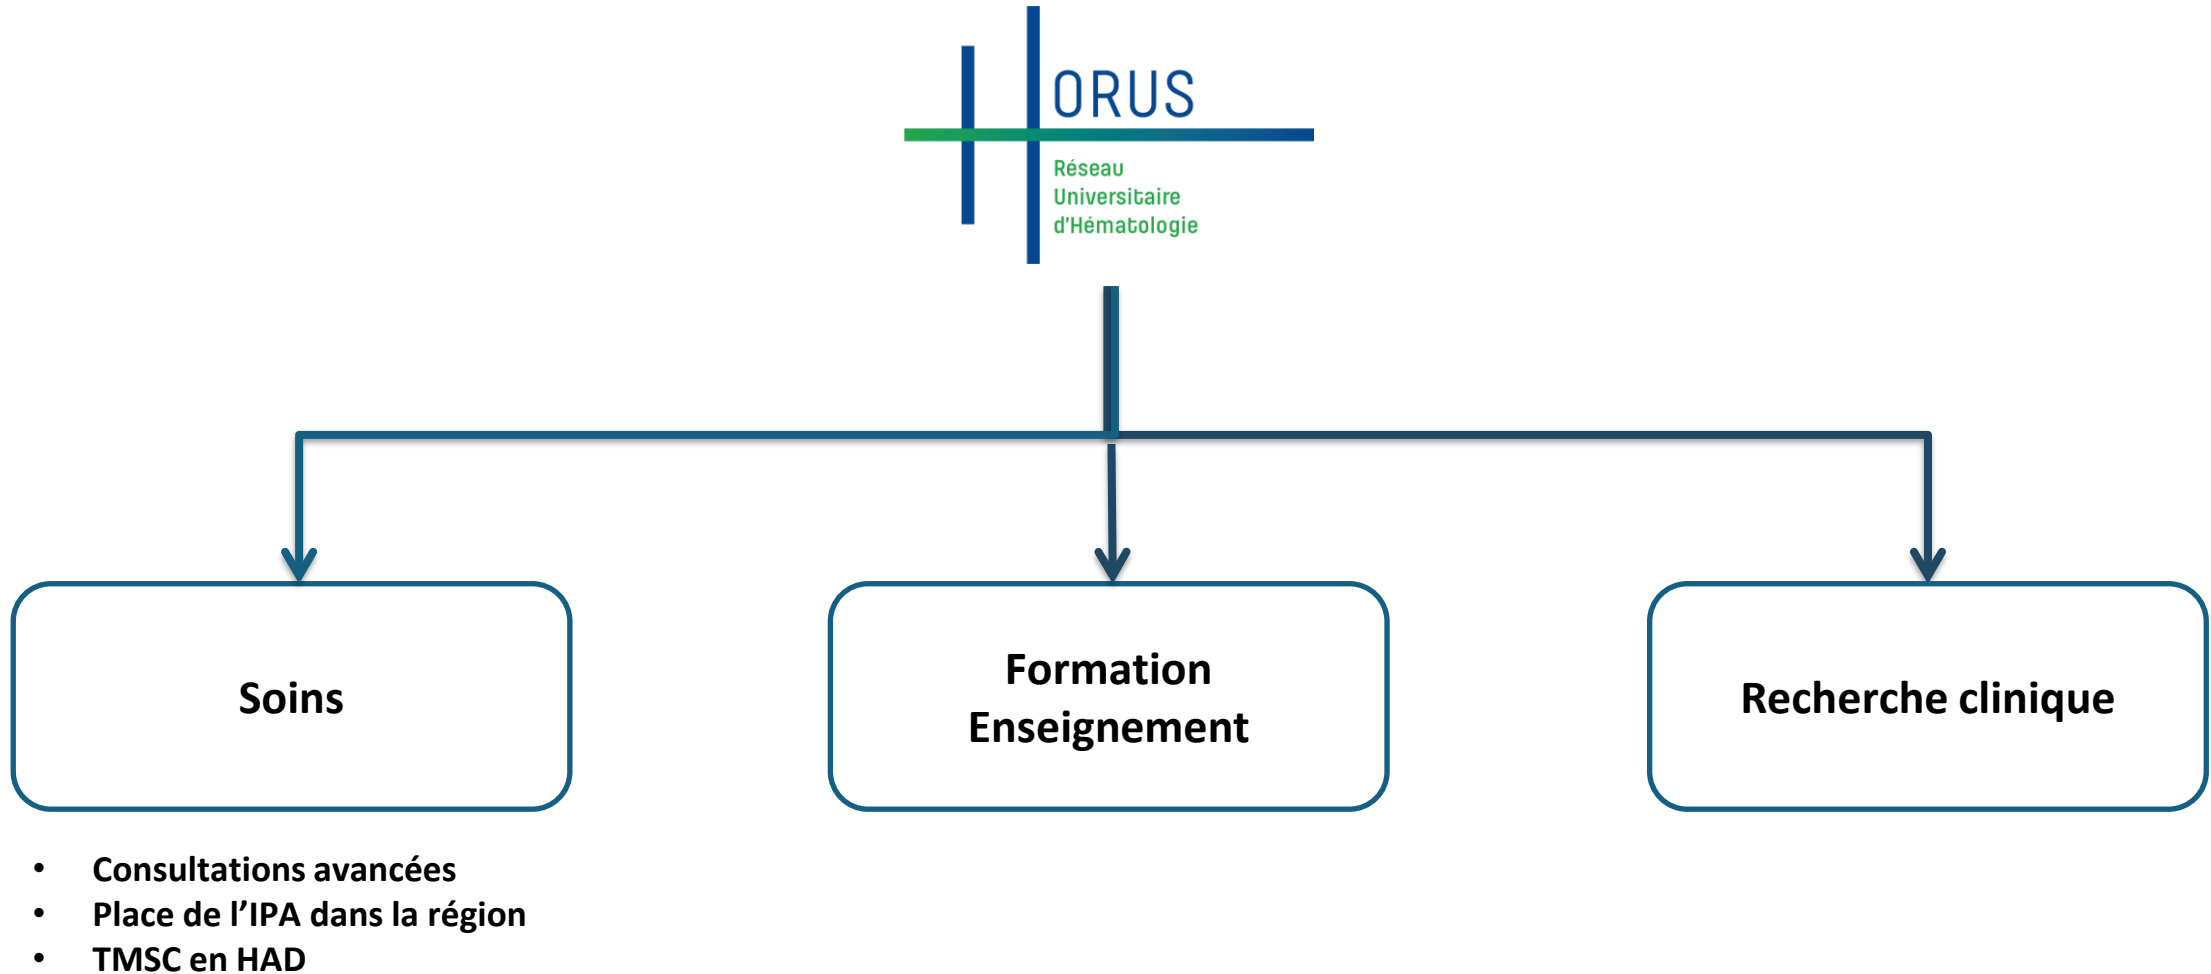 HORUS
Réseau
Universitaire
d'Hématologie
Soins
Formation
Enseignement
Recherche clinique
• Consultations avancées
• Place de l’IPA dans la région
• TMSC en HAD